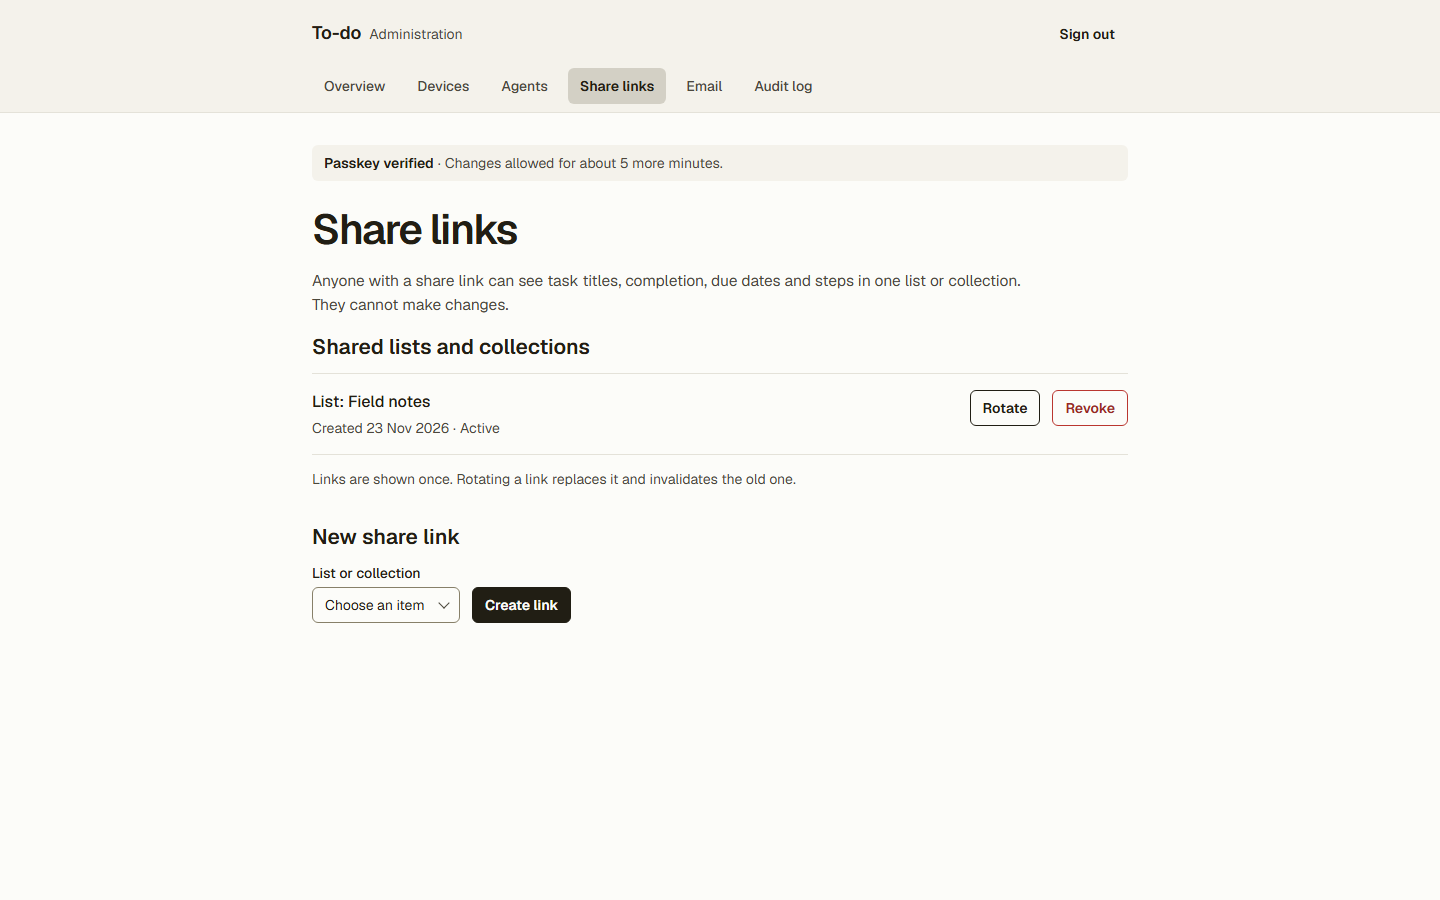 To-do Administration
Sign out
Overview Devices Agents Share links Email Audit log
Passkey verified · Changes allowed for about 5 more minutes.
Share links
Anyone with a share link can see task titles, completion, due dates and steps in one list or collection.
They cannot make changes.
Shared lists and collections
List: Field notes
Created 23 Nov 2026 · Active
Rotate Revoke
Links are shown once. Rotating a link replaces it and invalidates the old one.
New share link
List or collection
Choose an item Create link